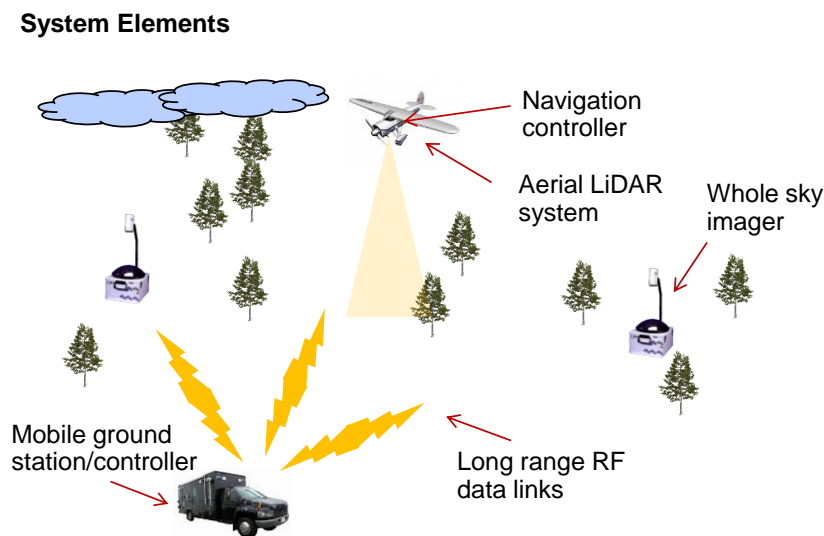 System Elements
Navigation
controller
Aerial LiDAR
system
Whole sky
imager
Mobile ground
station/controller
Long range RF
data links